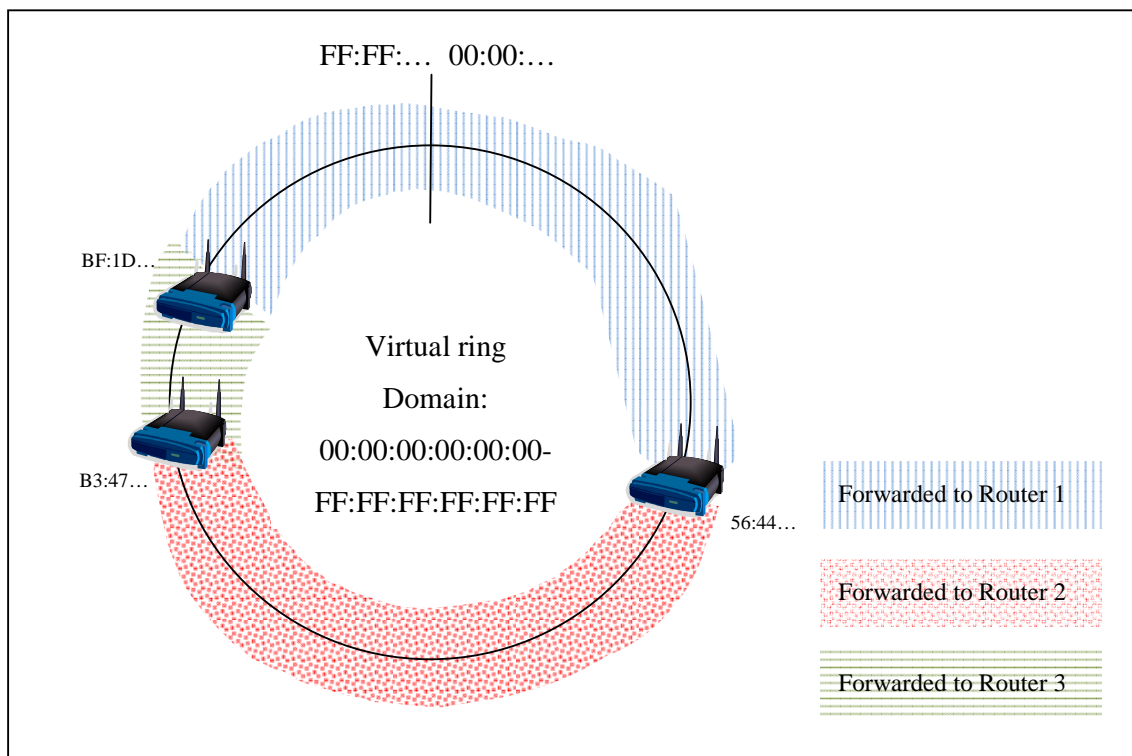 FF:FF:… 00:00:…
BF:1D…
Virtual ring
Domain:
00:00:00:00:00:00-
FF:FF:FF:FF:FF:FF
B3:47…
56:44…
Forwarded to Router 1
Forwarded to Router 2
Forwarded to Router 3